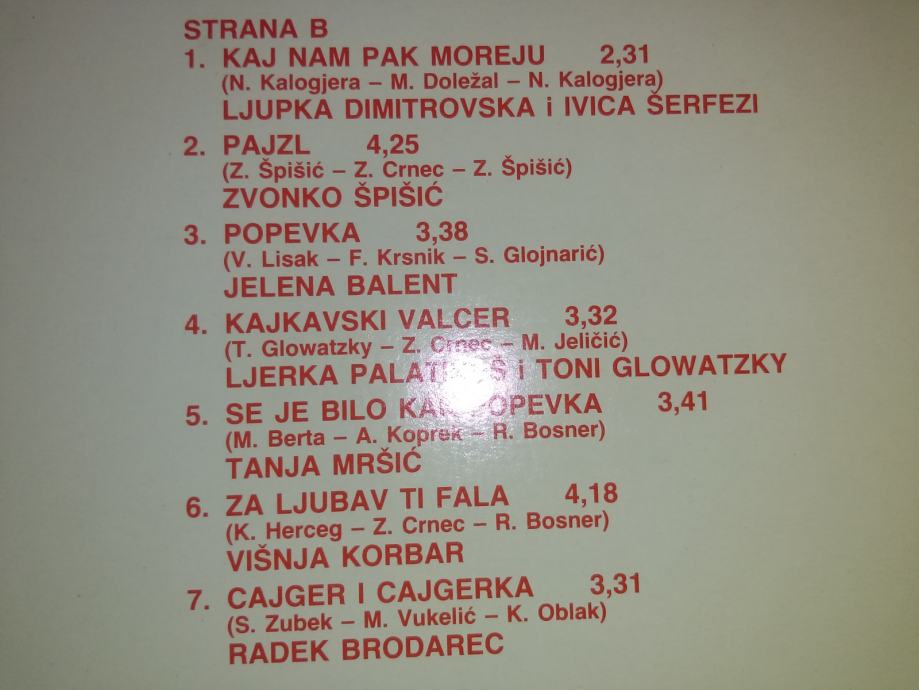 STRANA B
1. KAJ NAM PAK MOREJU 2,31
(N. Kalogjera – M. Doležal – N. Kalogjera)
LJUPKA DIMITROVSKA i IVICA ŠERFEZI
2. PAJZL 4,25
(Z. Špišić – Z. Crnec – Z. Špišić)
ZVONKO ŠPIŠIĆ
3. POPEVKA 3,38
(V. Lisak – F. Krsnik – S. Glojnarić)
JELENA BALENT
4. KAJKAVSKI VALCER 3,32
(T. Glowatzky – Z. Crnec – M. Jeličić)
LJERKA i TONI GLOWATZKY
5. SE JE BILO POPEVKA 3,41
(M. Berta – A. Koprek – R. Bosner)
TANJA MRŠIĆ
6. ZA LJUBAV TI FALA 4,18
(K. Herceg – Z. Crnec – R. Bosner)
VIŠNJA KORBAR
7. CAJGER I CAJGERKA 3,31
(S. Zubek – M. Vukelić – K. Oblak)
RADEK BRODAREC